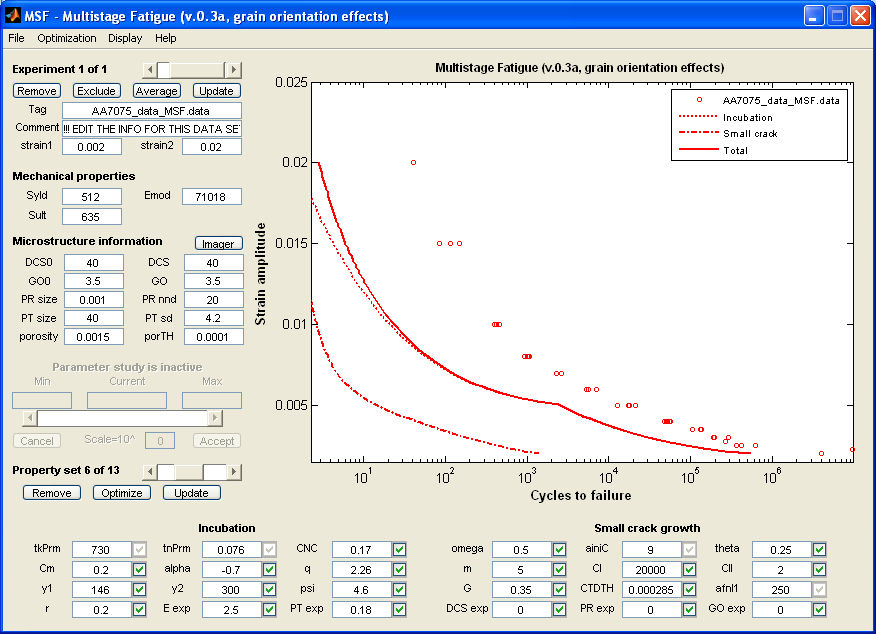 MSF - Multistage Fatigue (v.0.3a, grain orientation effects)
File Optimization Display Help
Experiment 1 of 1
Remove Exclude Average Update
Tag AA7075_data_MSF.data
Comment !!! EDIT THE INFO FOR THIS DATA SE
strain1 0.002 strain2 0.02
Mechanical properties
Syld 512 Emod 71018
Sult 635
Microstructure information Imager
DCS0 40 DCS 40
GO0 3.5 GO 3.5
PR size 0.001 PR nnd 20
PT size 40 PT sd 4.2
porosity 0.0015 porTH 0.0001
Parameter study is inactive
Min Current Max
Cancel Scale=10^ 0 Accept
Property set 6 of 13
Remove Optimize Update
Multistage Fatigue (v.0.3a, grain orientation effects)
AA7075_data_MSF.data
Incubation
Small crack
Total
Strain amplitude
0.025
0.02
0.015
0.01
0.005
10^1 10^2 10^3 10^4 10^5 10^6
Cycles to failure
Incubation
tkPrm 730 tnPrm 0.076 CNC 0.17
Cm 0.2 alpha -0.7 q 2.26
y1 146 y2 300 psi 4.6
r 0.2 E exp 2.5 PT exp 0.18
Small crack growth
omega 0.5 ainiC 9 theta 0.25
m 5 CI 20000 CII 2
G 0.35 CTDTH 0.000285 afnl1 250
DCS exp 0 PR exp 0 GO exp 0